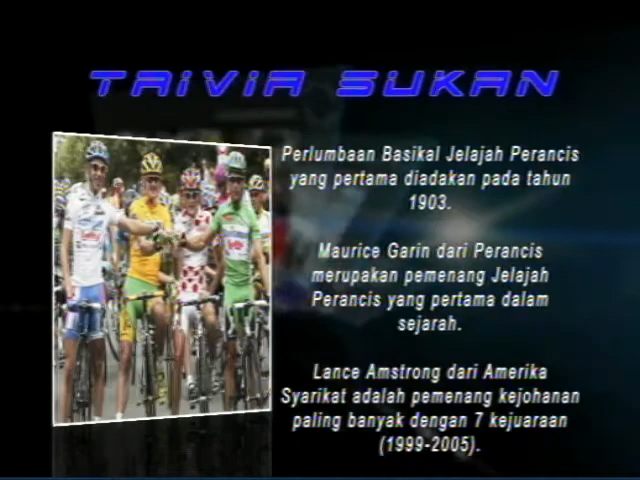 TRIVIA SUKAN
Perlumbaan Basikal Jelajah Perancis
yang pertama diadakan pada tahun
1903.
Maurice Garin dari Perancis
merupakan pemenang Jelajah
Perancis yang pertama dalam
sejarah.
Lance Amstrong dari Amerika
Syarikat adalah pemenang kejohanan
paling banyak dengan 7 kejuaraan
(1999-2005).